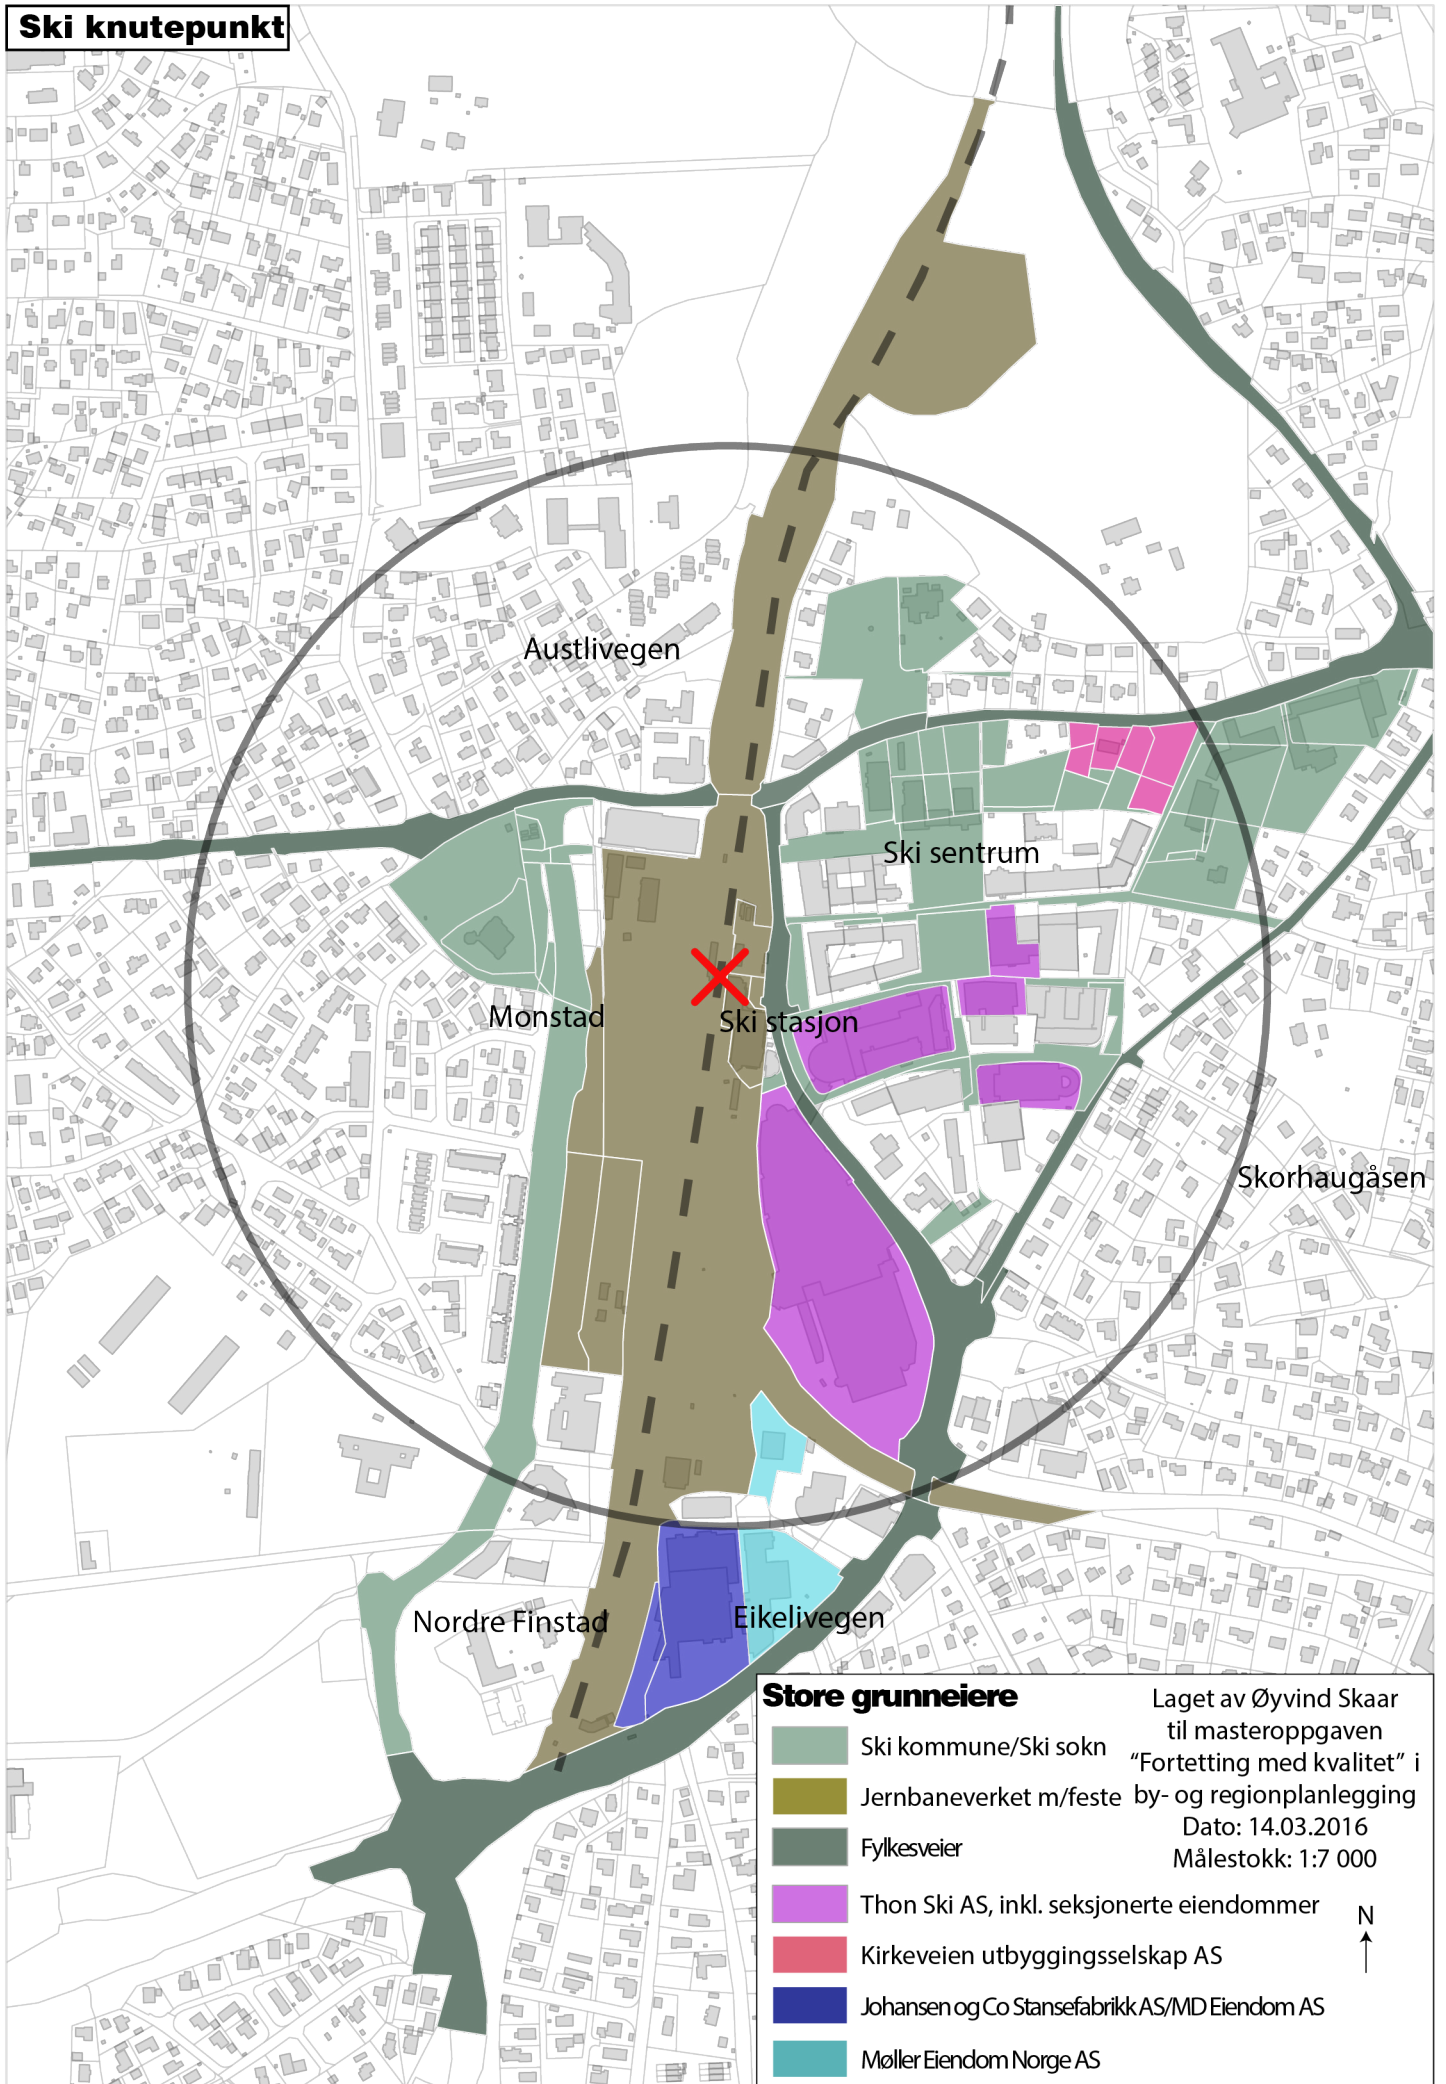 Ski knutepunkt
Austlivegen
Ski sentrum
Monstad
Ski stasjon
Skorhaugåsen
Nordre Finstad
Eikelivegen
Store grunneiere
Ski kommune/Ski sokn
Jernbaneverket m/feste
Fylkesveier
Thon Ski AS, inkl. seksjonerte eiendommer
Kirkeveien utbyggingsselskap AS
Johansen og Co Stansefabrikk AS/MD Eiendom AS
Møller Eiendom Norge AS
Laget av Øyvind Skaar
til masteroppgaven
“Fortetting med kvalitet” i
by- og regionplanlegging
Dato: 14.03.2016
Målestokk: 1:7 000
N